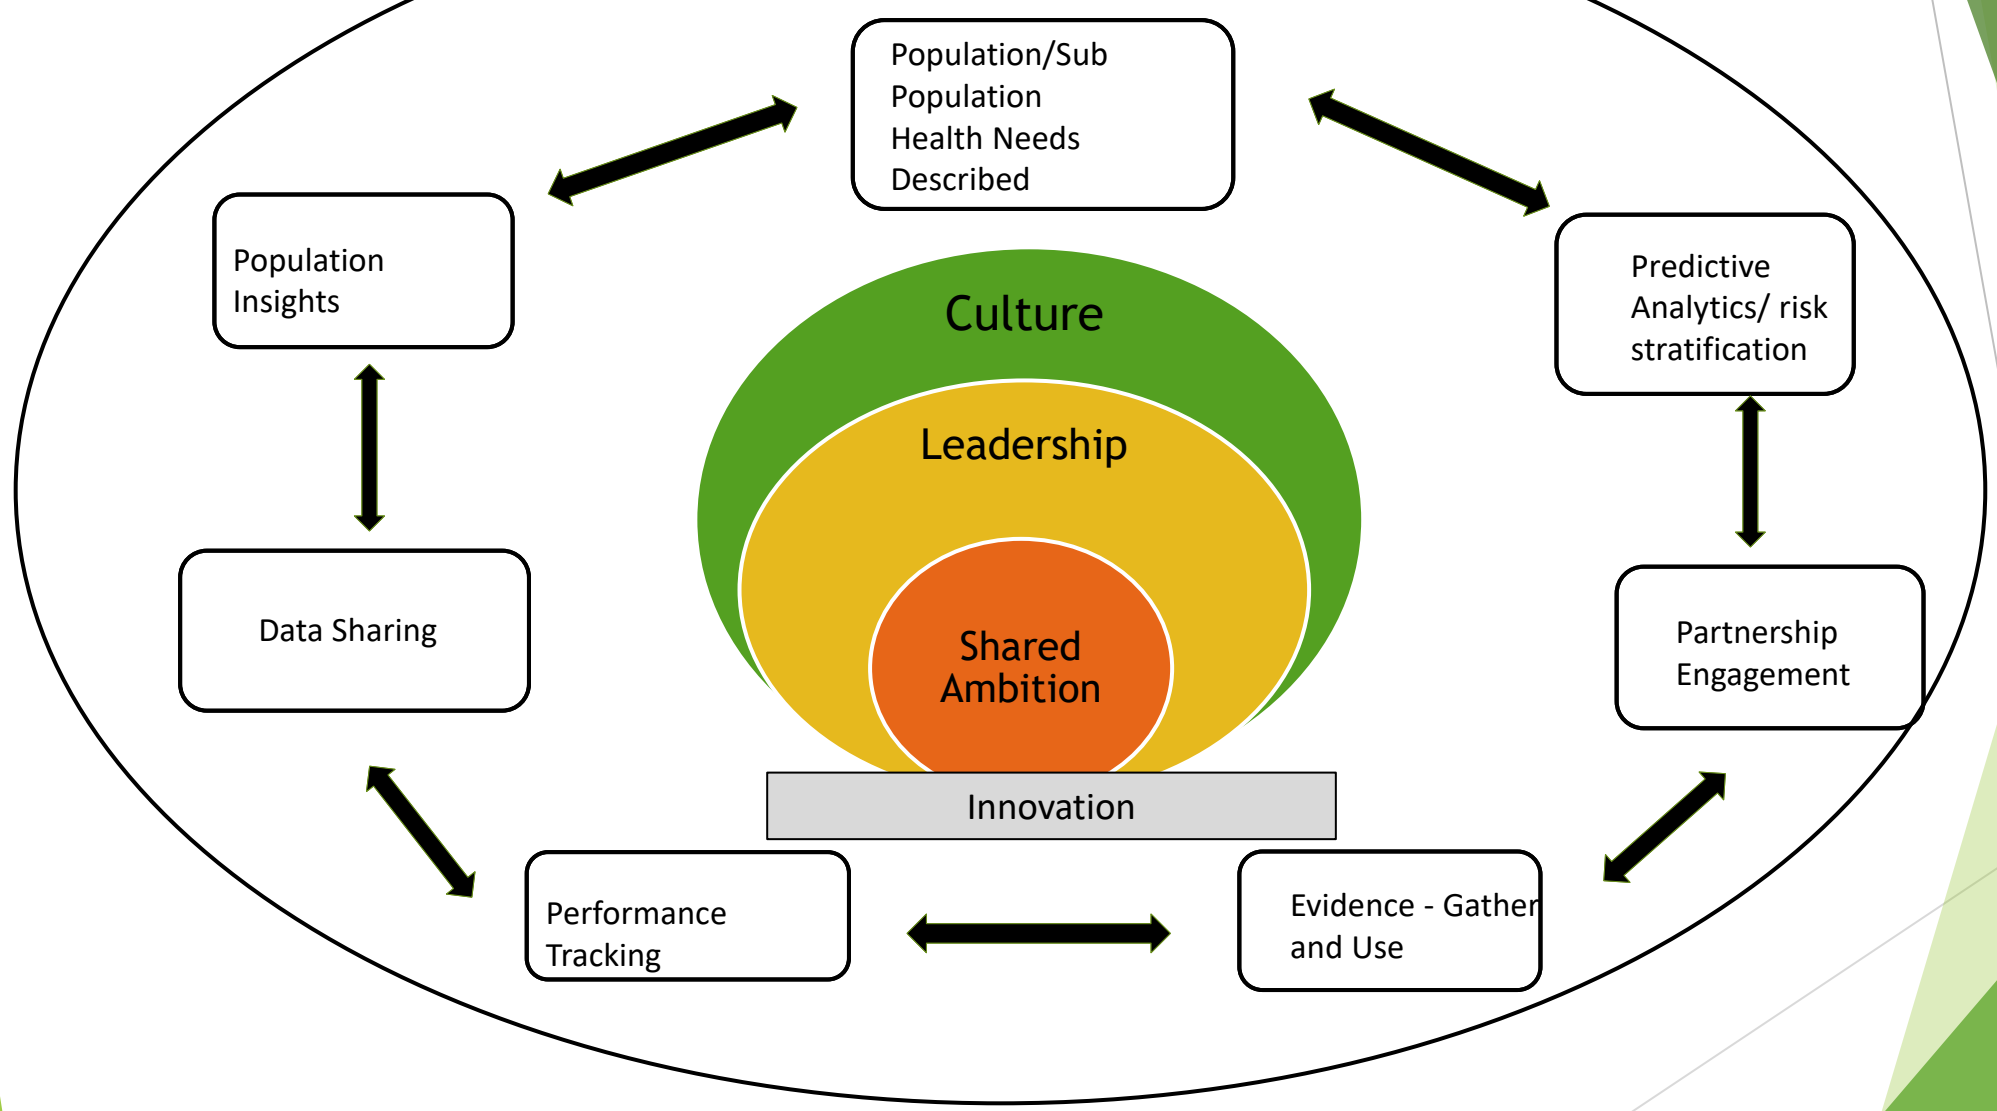 Population/Sub
Population
Health Needs
Described
Population
Insights
Predictive
Analytics/ risk
stratification
Culture
Leadership
Shared
Ambition
Data Sharing
Partnership
Engagement
Innovation
Performance
Tracking
Evidence - Gather
and Use